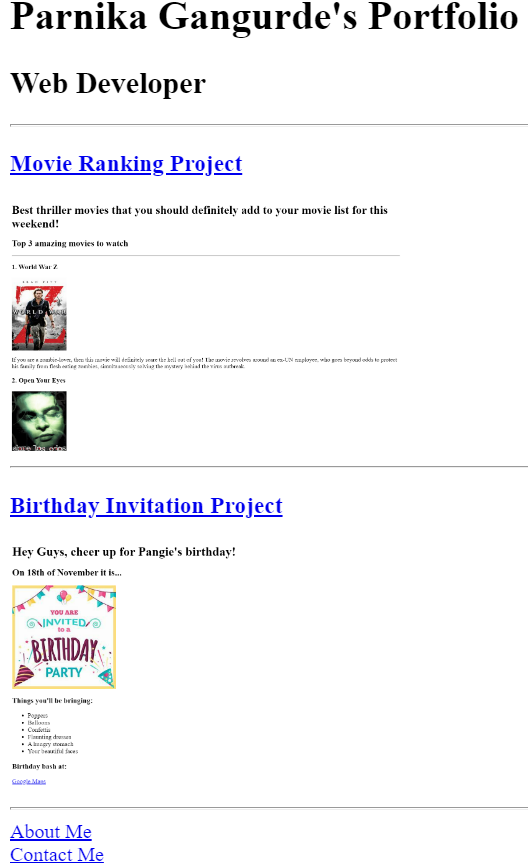 Parnika Gangurde's Portfolio
Web Developer
Movie Ranking Project
Best thriller movies that you should definitely add to your movie list for this
weekend!
Top 3 amazing movies to watch
1. World War Z
BRAD PITT
WORLD WAR
Z
If you are a zombie-lover, then this movie will definitely scare the hell out of you! The movie revolves around an ex-UN employee, who goes beyond odds to protect
his family from flesh eating zombies, simultaneously solving the mystery behind the virus outbreak.
2. Open Your Eyes
Birthday Invitation Project
Hey Guys, cheer up for Pangie's birthday!
On 18th of November it is...
YOU ARE
INVITED
to a
BIRTHDAY
PARTY
Things you'll be bringing:
Poppers
Balloons
Confettis
Flaunting dresses
A hungry stomach
Your beautiful faces
Birthday bash at:
Google Maps
About Me
Contact Me